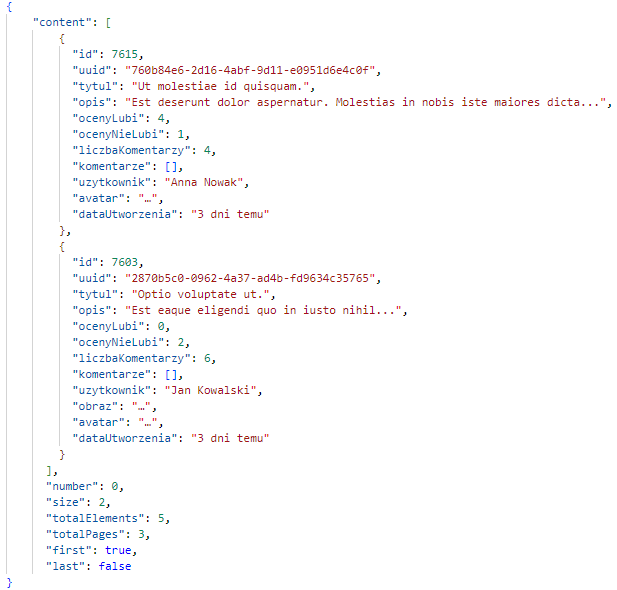 {
"content": [
{
"id": 7615,
"uuid": "760b84e6-2d16-4abf-9d11-e0951d6e4c0f",
"tytul": "Ut molestiae id quisquam.",
"opis": "Est deserunt dolor aspernatur. Molestias in nobis iste maiores dicta...",
"ocenyLubi": 4,
"ocenyNieLubi": 1,
"liczbaKomentarzy": 4,
"komentarze": [],
"uzytkownik": "Anna Nowak",
"avatar": "…",
"dataUtworzenia": "3 dni temu"
},
{
"id": 7603,
"uuid": "2870b5c0-0962-4a37-ad4b-fd9634c35765",
"tytul": "Optio voluptate ut.",
"opis": "Est eaque eligendi quo in iusto nihil...",
"ocenyLubi": 0,
"ocenyNieLubi": 2,
"liczbaKomentarzy": 6,
"komentarze": [],
"uzytkownik": "Jan Kowalski",
"obraz": "…",
"avatar": "…",
"dataUtworzenia": "3 dni temu"
}
],
"number": 0,
"size": 2,
"totalElements": 5,
"totalPages": 3,
"first": true,
"last": false
}